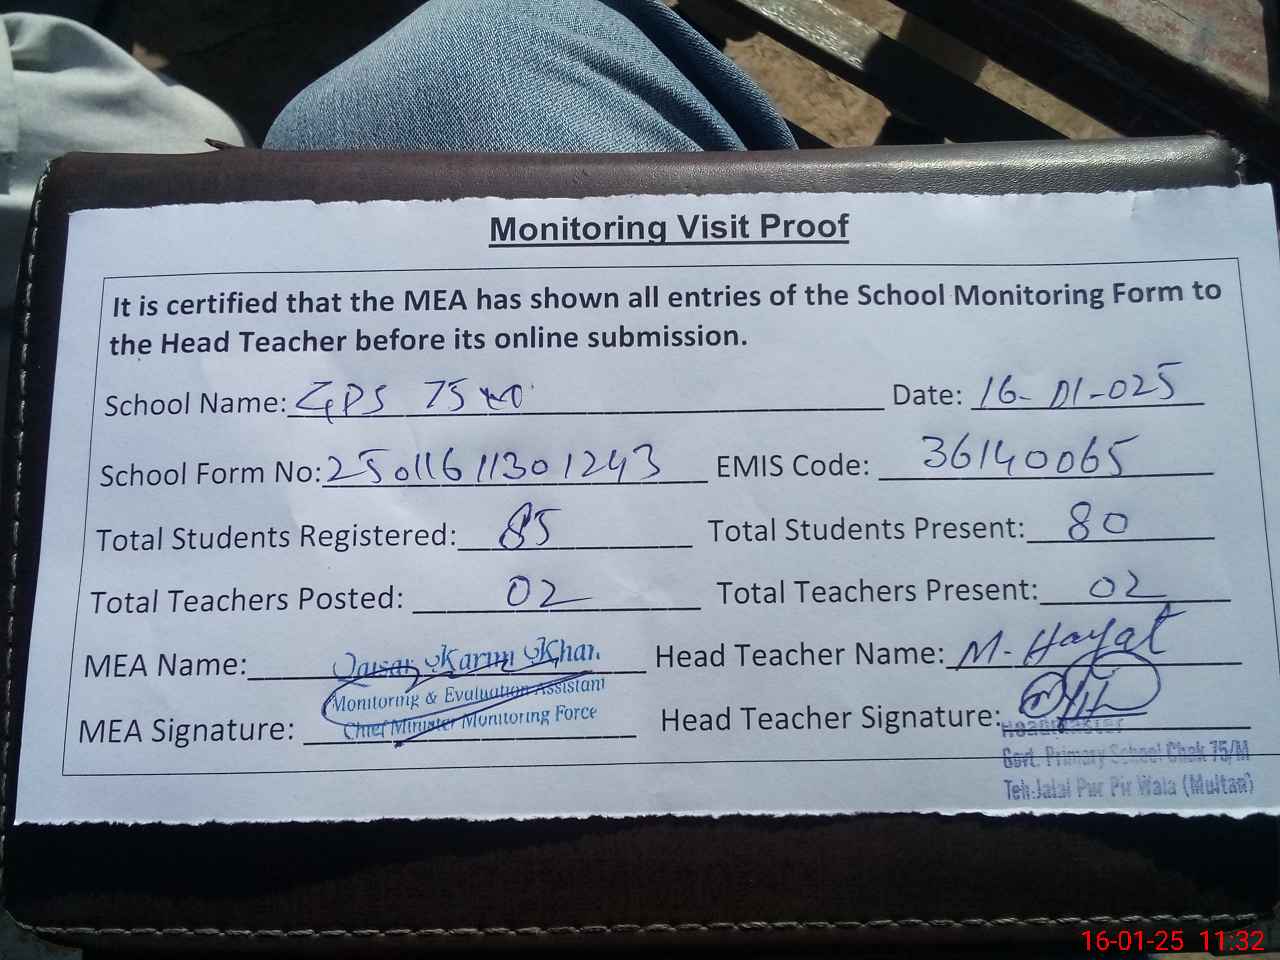 Monitoring Visit Proof
It is certified that the MEA has shown all entries of the School Monitoring Form to
the Head Teacher before its online submission.
School Name: GPS 75 Date: 16-01-025
School Form No: 25011611301243 EMIS Code: 36140065
Total Students Registered: 85 Total Students Present: 80
Total Teachers Posted: 02 Total Teachers Present: 02
MEA Name: Qaisar Karim Khan Head Teacher Name: M. Hayat
Monitoring & Evaluation Assistant
Chief Minister Monitoring Force
MEA Signature: Head Teacher Signature:
Headmaster
Govt. Primary School Chak 75/M
Teh:Jalal Pur Pir Wala (Multan)
16-01-25 11:32